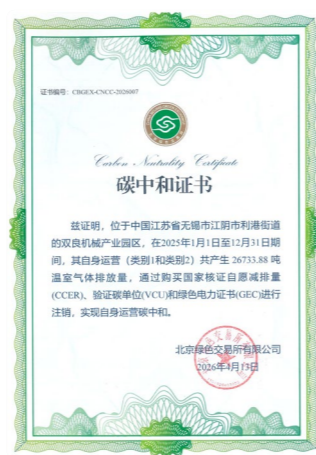 证书编号：CBGEX-CNCC-2026007
Carbon Neutrality Certificate
碳中和证书
兹证明，位于中国江苏省无锡市江阴市利港街道
的双良机械产业园区，在2025年1月1日至12月31日期
间，其自身运营（类别1和类别2）共产生 26733.88 吨
温室气体排放量，通过购买国家核证自愿减排量
(CCER)、验证碳单位(VCU)和绿色电力证书(GEC)进行
注销，实现自身运营碳中和。
北京绿色交易所有限公司
2026年4月13日